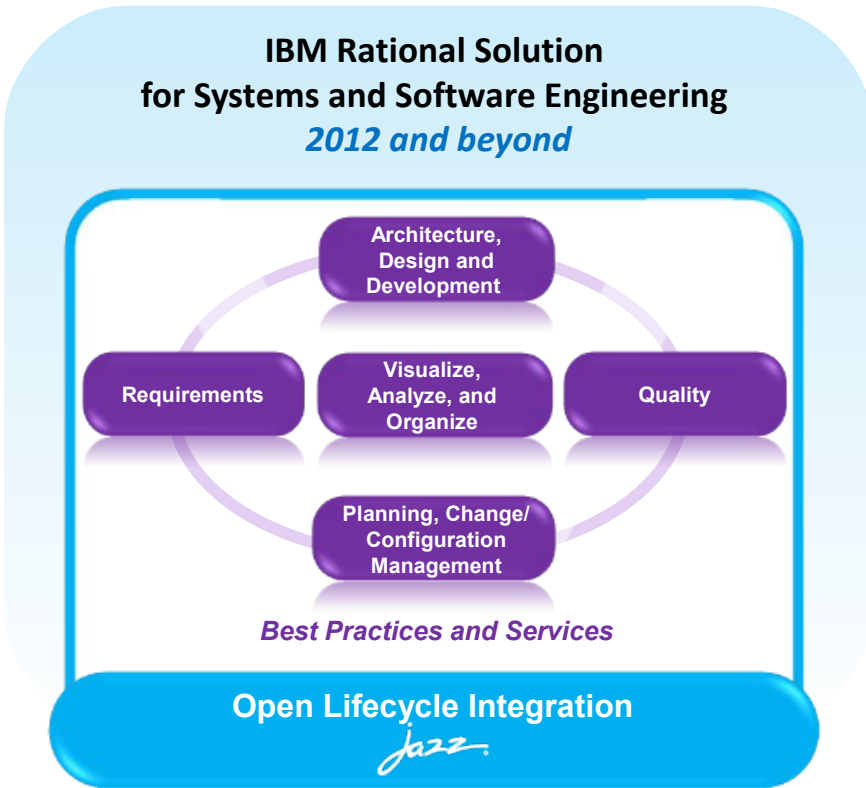 IBM Rational Solution
for Systems and Software Engineering
2012 and beyond
Architecture,
Design and
Development
Requirements
Visualize,
Analyze, and
Organize
Quality
Planning, Change/
Configuration
Management
Best Practices and Services
Open Lifecycle Integration
Jazz®